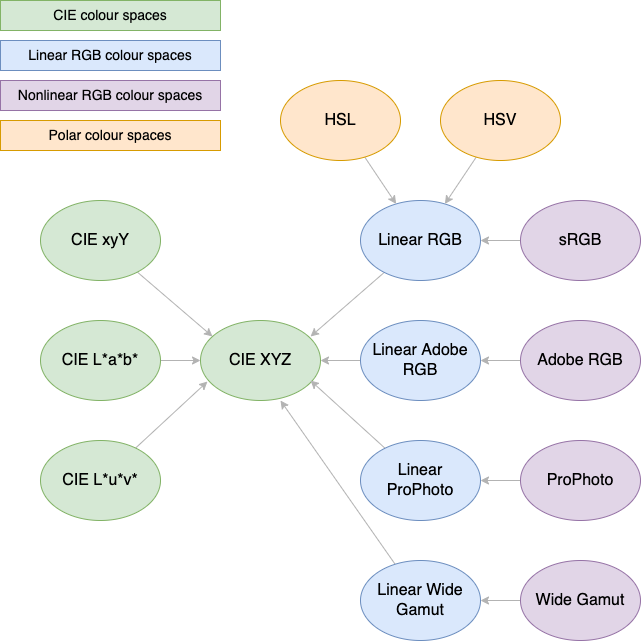 CIE colour spaces
Linear RGB colour spaces
Nonlinear RGB colour spaces
Polar colour spaces
HSL
HSV
CIE xyY
Linear RGB
sRGB
CIE L*a*b*
CIE XYZ
Linear Adobe
RGB
Adobe RGB
CIE L*u*v*
Linear
ProPhoto
ProPhoto
Linear Wide
Gamut
Wide Gamut